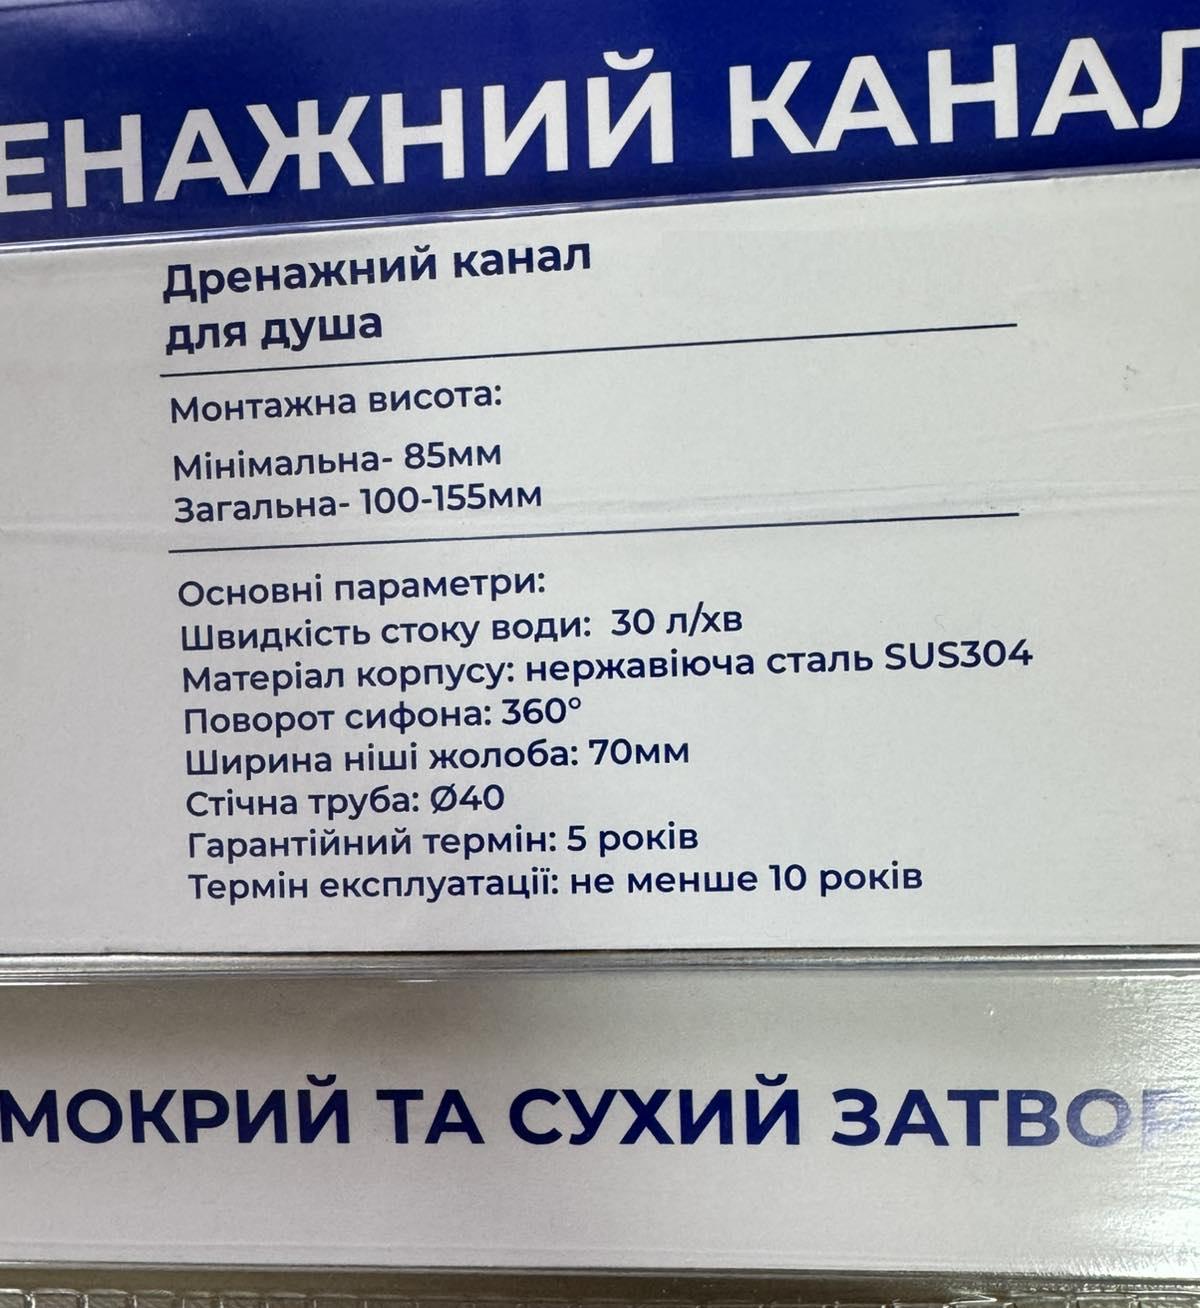 ЕНАЖНИЙ КАНАЛ
Дренажний канал
для душа
Монтажна висота:
Мінімальна- 85мм
Загальна- 100-155мм
Основні параметри:
Швидкість стоку води: 30 л/хв
Матеріал корпусу: нержавіюча сталь SUS304
Поворот сифона: 360°
Ширина ніші жолоба: 70мм
Стічна труба: Ø40
Гарантійний термін: 5 років
Термін експлуатації: не менше 10 років
МОКРИЙ ТА СУХИЙ ЗАТВОР